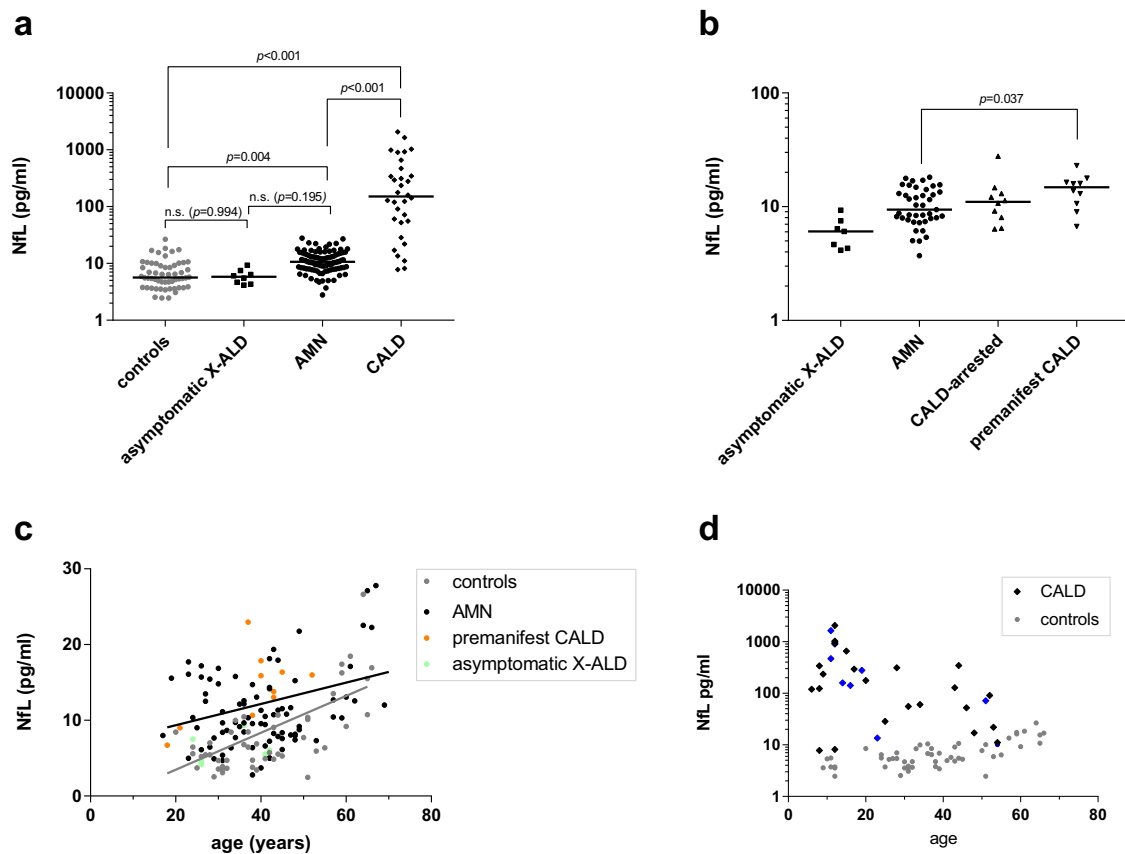 a
p<0.001
p<0.001
p=0.004
n.s. (p=0.195)
n.s. (p=0.994)
10000
1000
100
10
1
NfL (pg/ml)
controls
asymptomatic X-ALD
AMN
CALD
b
p=0.037
100
10
1
NfL (pg/ml)
asymptomatic X-ALD
AMN
CALD-arrested
premanifest CALD
c
30
20
10
0
NfL (pg/ml)
0 20 40 60 80
age (years)
controls
AMN
premanifest CALD
asymptomatic X-ALD
d
10000
1000
100
10
1
NfL pg/ml
0 20 40 60 80
age
CALD
controls